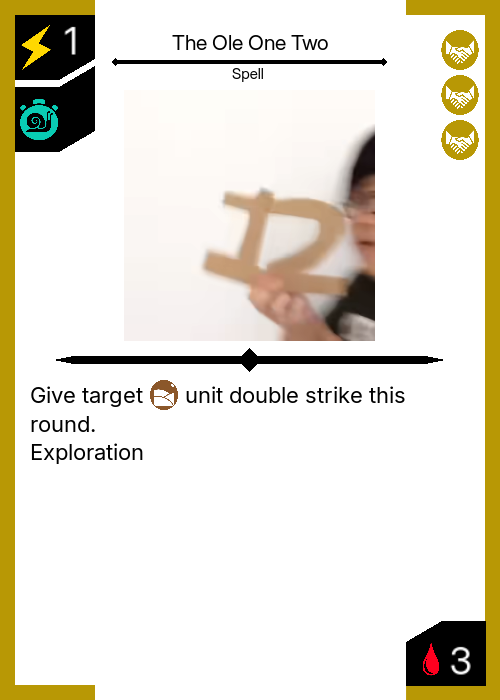 1
The Ole One Two
Spell
12
Give target unit double strike this
round.
Exploration
3